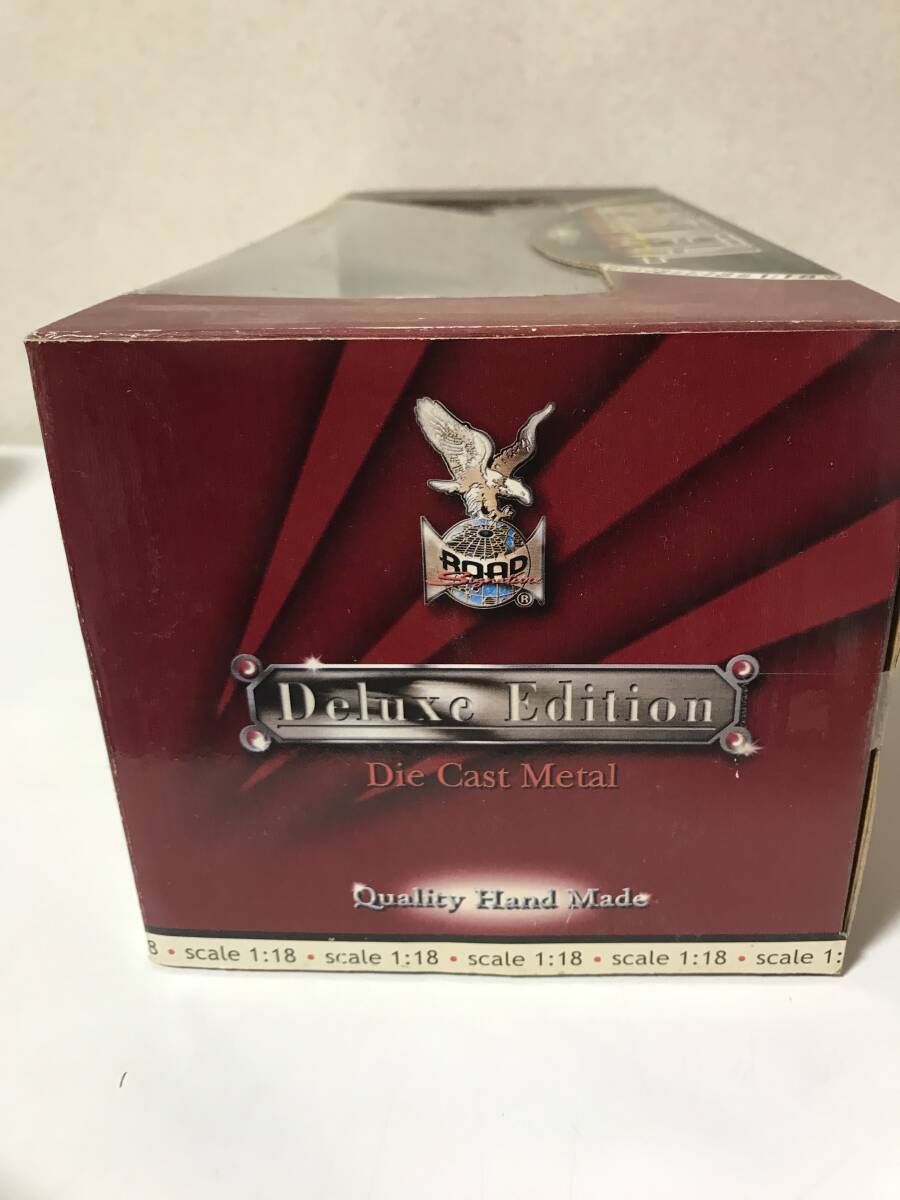 ROAD
Signature
®
Deluxe Edition
Die Cast Metal
Quality Hand Made
8 • scale 1:18 • scale 1:18 • scale 1:18 • scale 1:18 • scale 1: